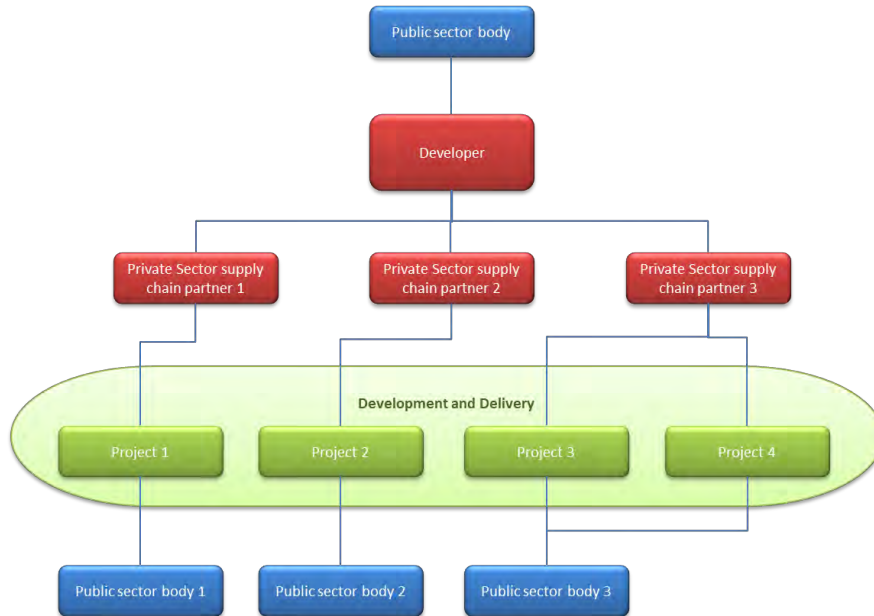 Public sector body
Developer
Private Sector supply
chain partner 1
Private Sector supply
chain partner 2
Private Sector supply
chain partner 3
Development and Delivery
Project 1
Project 2
Project 3
Project 4
Public sector body 1
Public sector body 2
Public sector body 3